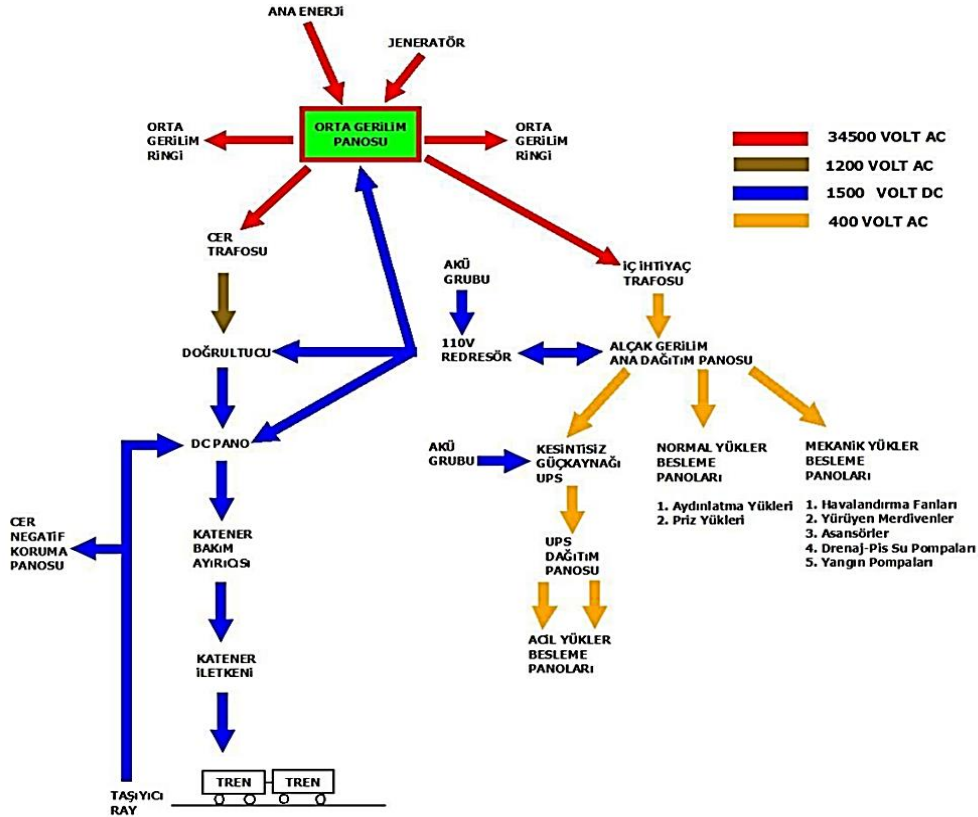 ANA ENERJİ
JENERATÖR
ORTA
GERİLİM
RİNGİ
ORTA GERİLİM
PANOSU
ORTA
GERİLİM
RİNGİ
34500 VOLT AC
1200 VOLT AC
1500 VOLT DC
400 VOLT AC
CER
TRAFOSU
AKÜ
GRUBU
İÇ İHTİYAÇ
TRAFOSU
DOĞRULTUCU
110V
REDRESÖR
ALÇAK GERİLİM
ANA DAĞITIM PANOSU
DC PANO
AKÜ
GRUBU
KESİNTİSİZ
GÜÇKAYNAĞI
UPS
NORMAL YÜKLER
BESLEME
PANOLARI
1. Aydınlatma Yükleri
2. Priz Yükleri
MEKANİK YÜKLER
BESLEME
PANOLARI
1. Havalandırma Fanları
2. Yürüyen Merdivenler
3. Asansörler
4. Drenaj-Pis Su Pompaları
5. Yangın Pompaları
CER
NEGATİF
KORUMA
PANOSU
KATENER
BAKIM
AYIRICISI
UPS
DAĞITIM
PANOSU
KATENER
İLETKENİ
ACİL YÜKLER
BESLEME
PANOLARI
TREN
TREN
TAŞIYICI
RAY